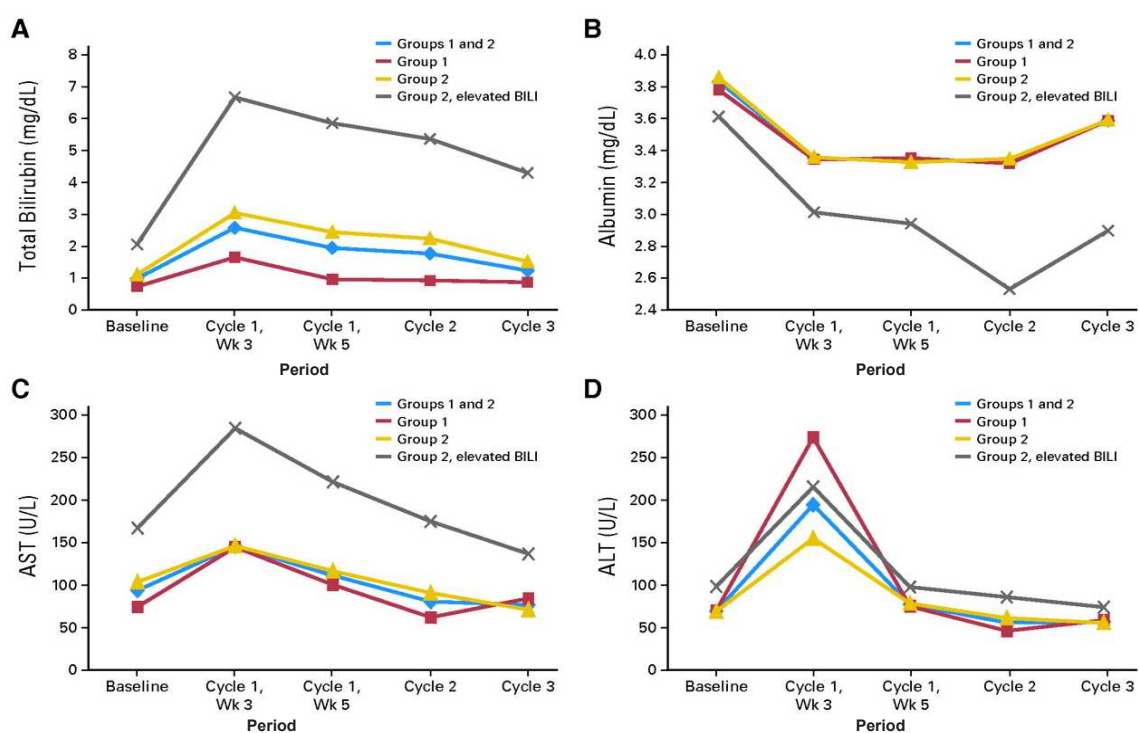 A
Total Bilirubin (mg/dL)
8
7
6
5
4
3
2
1
0
Groups 1 and 2
Group 1
Group 2
Group 2, elevated BILI
Baseline
Cycle 1,
Wk 3
Cycle 1,
Wk 5
Cycle 2
Cycle 3
Period
B
Albumin (mg/dL)
4.0
3.8
3.6
3.4
3.2
3.0
2.8
2.6
2.4
Groups 1 and 2
Group 1
Group 2
Group 2, elevated BILI
Baseline
Cycle 1,
Wk 3
Cycle 1,
Wk 5
Cycle 2
Cycle 3
Period
C
AST (U/L)
300
250
200
150
100
50
0
Groups 1 and 2
Group 1
Group 2
Group 2, elevated BILI
Baseline
Cycle 1,
Wk 3
Cycle 1,
Wk 5
Cycle 2
Cycle 3
Period
D
ALT (U/L)
300
250
200
150
100
50
0
Groups 1 and 2
Group 1
Group 2
Group 2, elevated BILI
Baseline
Cycle 1,
Wk 3
Cycle 1,
Wk 5
Cycle 2
Cycle 3
Period